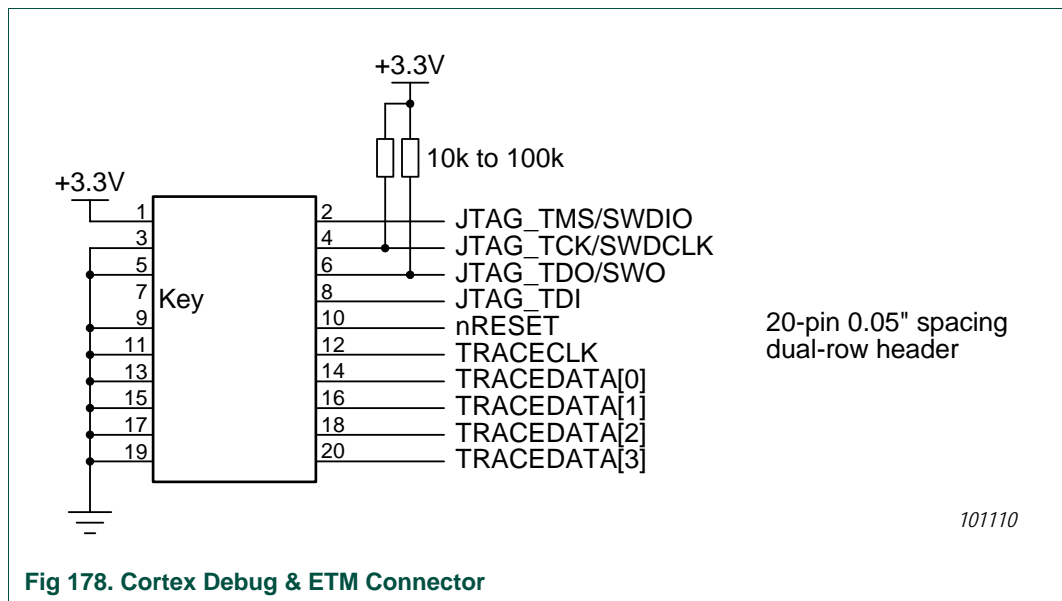 +3.3V
10k to 100k
+3.3V
1 2 JTAG_TMS/SWDIO
3 4 JTAG_TCK/SWDCLK
5 6 JTAG_TDO/SWO
7 Key 8 JTAG_TDI
9 10 nRESET
11 12 TRACECLK
13 14 TRACEDATA[0]
15 16 TRACEDATA[1]
17 18 TRACEDATA[2]
19 20 TRACEDATA[3]
20-pin 0.05" spacing
dual-row header
101110
Fig 178. Cortex Debug & ETM Connector